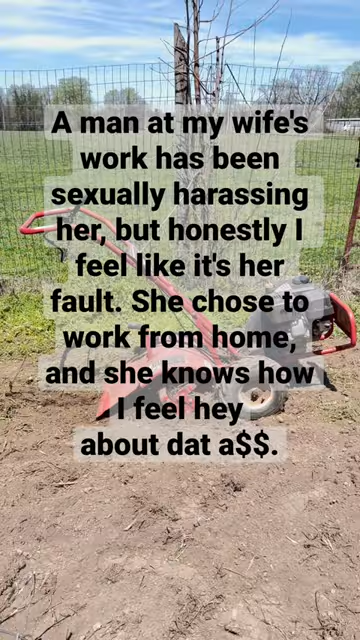 A man at my wife's
work has been
sexually harassing
her, but honestly I
feel like it's her
fault. She chose to
work from home,
and she knows how
I feel hey
about dat a$$.